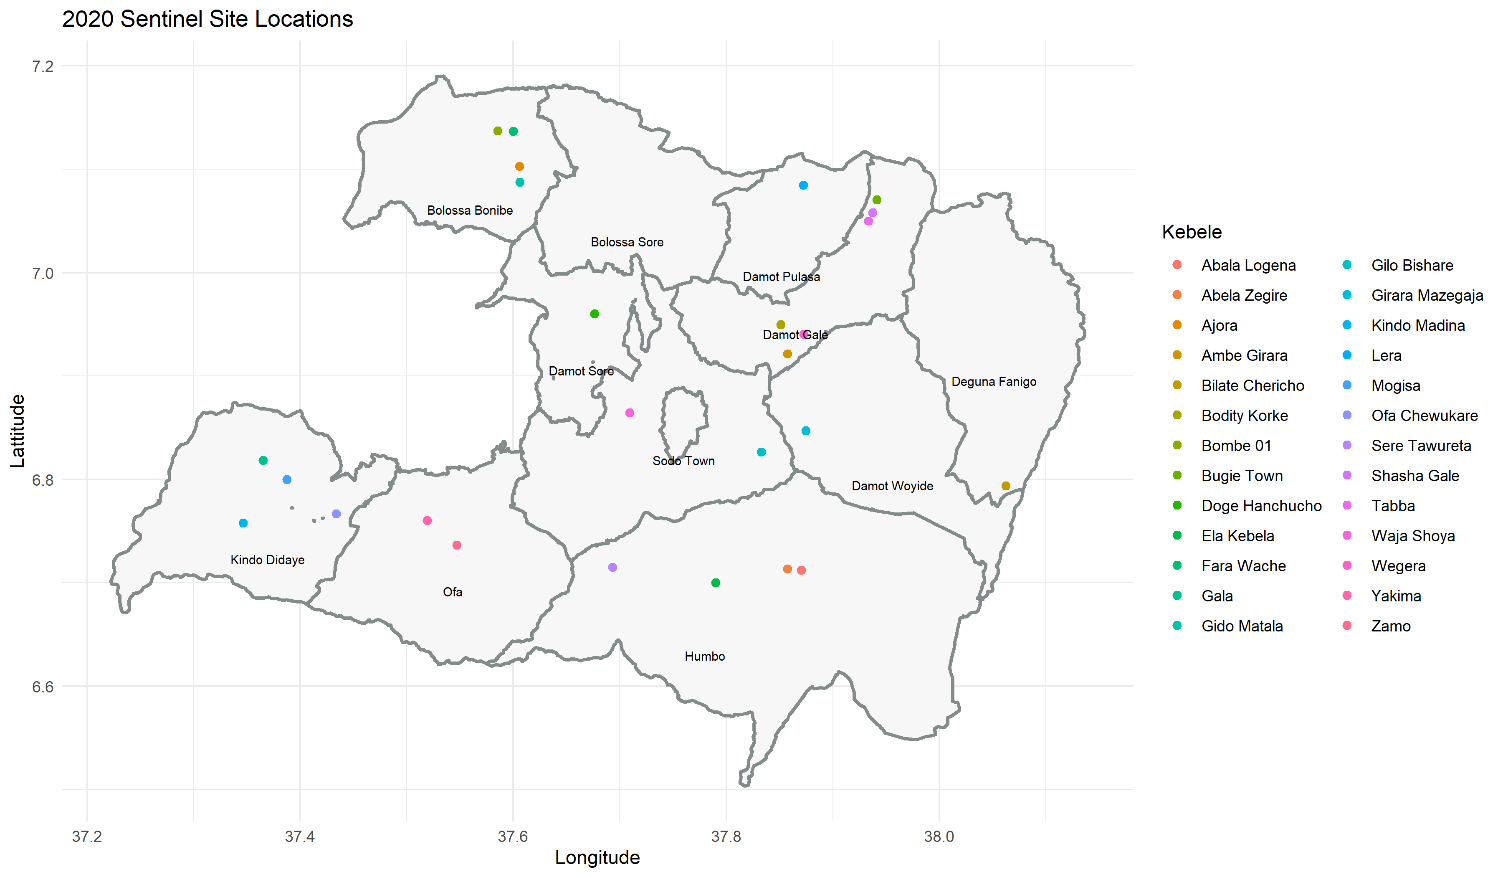 2020 Sentinel Site Locations
7.2
7.0
6.8
6.6
Lattitude
Bolossa Bonibe
Bolossa Sore
Damot Pulasa
Damot Gale
Damot Sore
Deguna Fanigo
Sodo Town
Damot Woyide
Kindo Didaye
Ofa
Humbo
37.2
37.4
37.6
37.8
38.0
Longitude
Kebele
Abala Logena
Abela Zegire
Ajora
Ambe Girara
Bilate Chericho
Bodity Korke
Bombe 01
Bugie Town
Doge Hanchucho
Ela Kebela
Fara Wache
Gala
Gido Matala
Gilo Bishare
Girara Mazegaja
Kindo Madina
Lera
Mogisa
Ofa Chewukare
Sere Tawureta
Shasha Gale
Tabba
Waja Shoya
Wegera
Yakima
Zamo